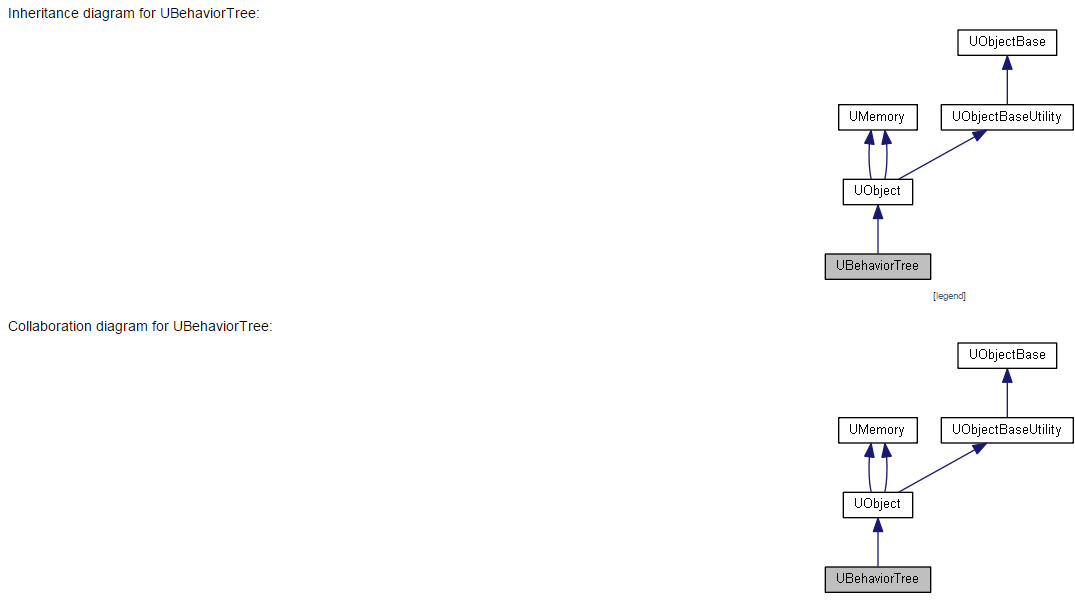 Inheritance diagram for UBehaviorTree:
UObjectBase
UMemory UObjectBaseUtility
UObject
UBehaviorTree
[legend]
Collaboration diagram for UBehaviorTree:
UObjectBase
UMemory UObjectBaseUtility
UObject
UBehaviorTree